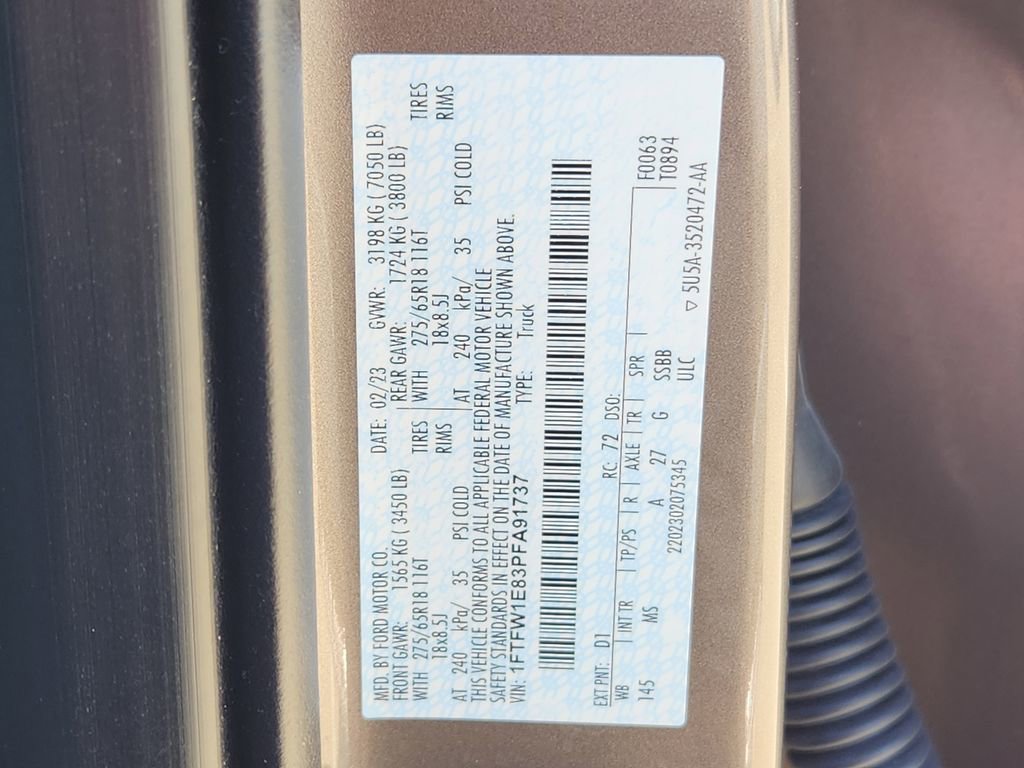 MFD. BY FORD MOTOR CO.
DATE: 02/23 GVWR: 3198 KG ( 7050 LB)
FRONT GAWR: 1565 KG ( 3450 LB) REAR GAWR: 1724 KG ( 3800 LB)
WITH 275/65R18 116T TIRES WITH 275/65R18 116T TIRES
18x8.5J RIMS 18x8.5J RIMS
AT 240 kPa/ 35 PSI COLD AT 240 kPa/ 35 PSI COLD
THIS VEHICLE CONFORMS TO ALL APPLICABLE FEDERAL MOTOR VEHICLE
SAFETY STANDARDS IN EFFECT ON THE DATE OF MANUFACTURE SHOWN ABOVE.
VIN: 1FTFW1E83PFA91737 TYPE: Truck
EXT PNT: D1 RC: 72 DSO:
WB INTR TP/PS R AXLE TR SPR F0063
145 MS A 27 G SSBB T0894
2202302075345 ULC
▽ 5U5A-3520472-AA